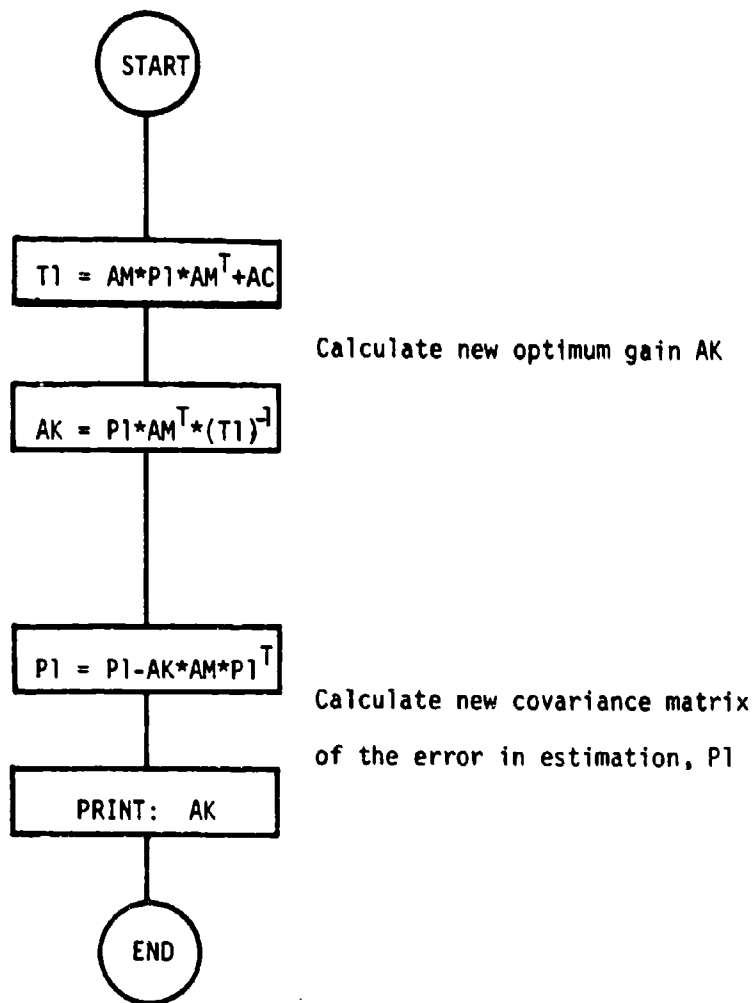 START
T1 = AM*P1*AM^T+AC
Calculate new optimum gain AK
AK = P1*AM^T*(T1)^-1
P1 = P1-AK*AM*P1^T
Calculate new covariance matrix
of the error in estimation, P1
PRINT: AK
END